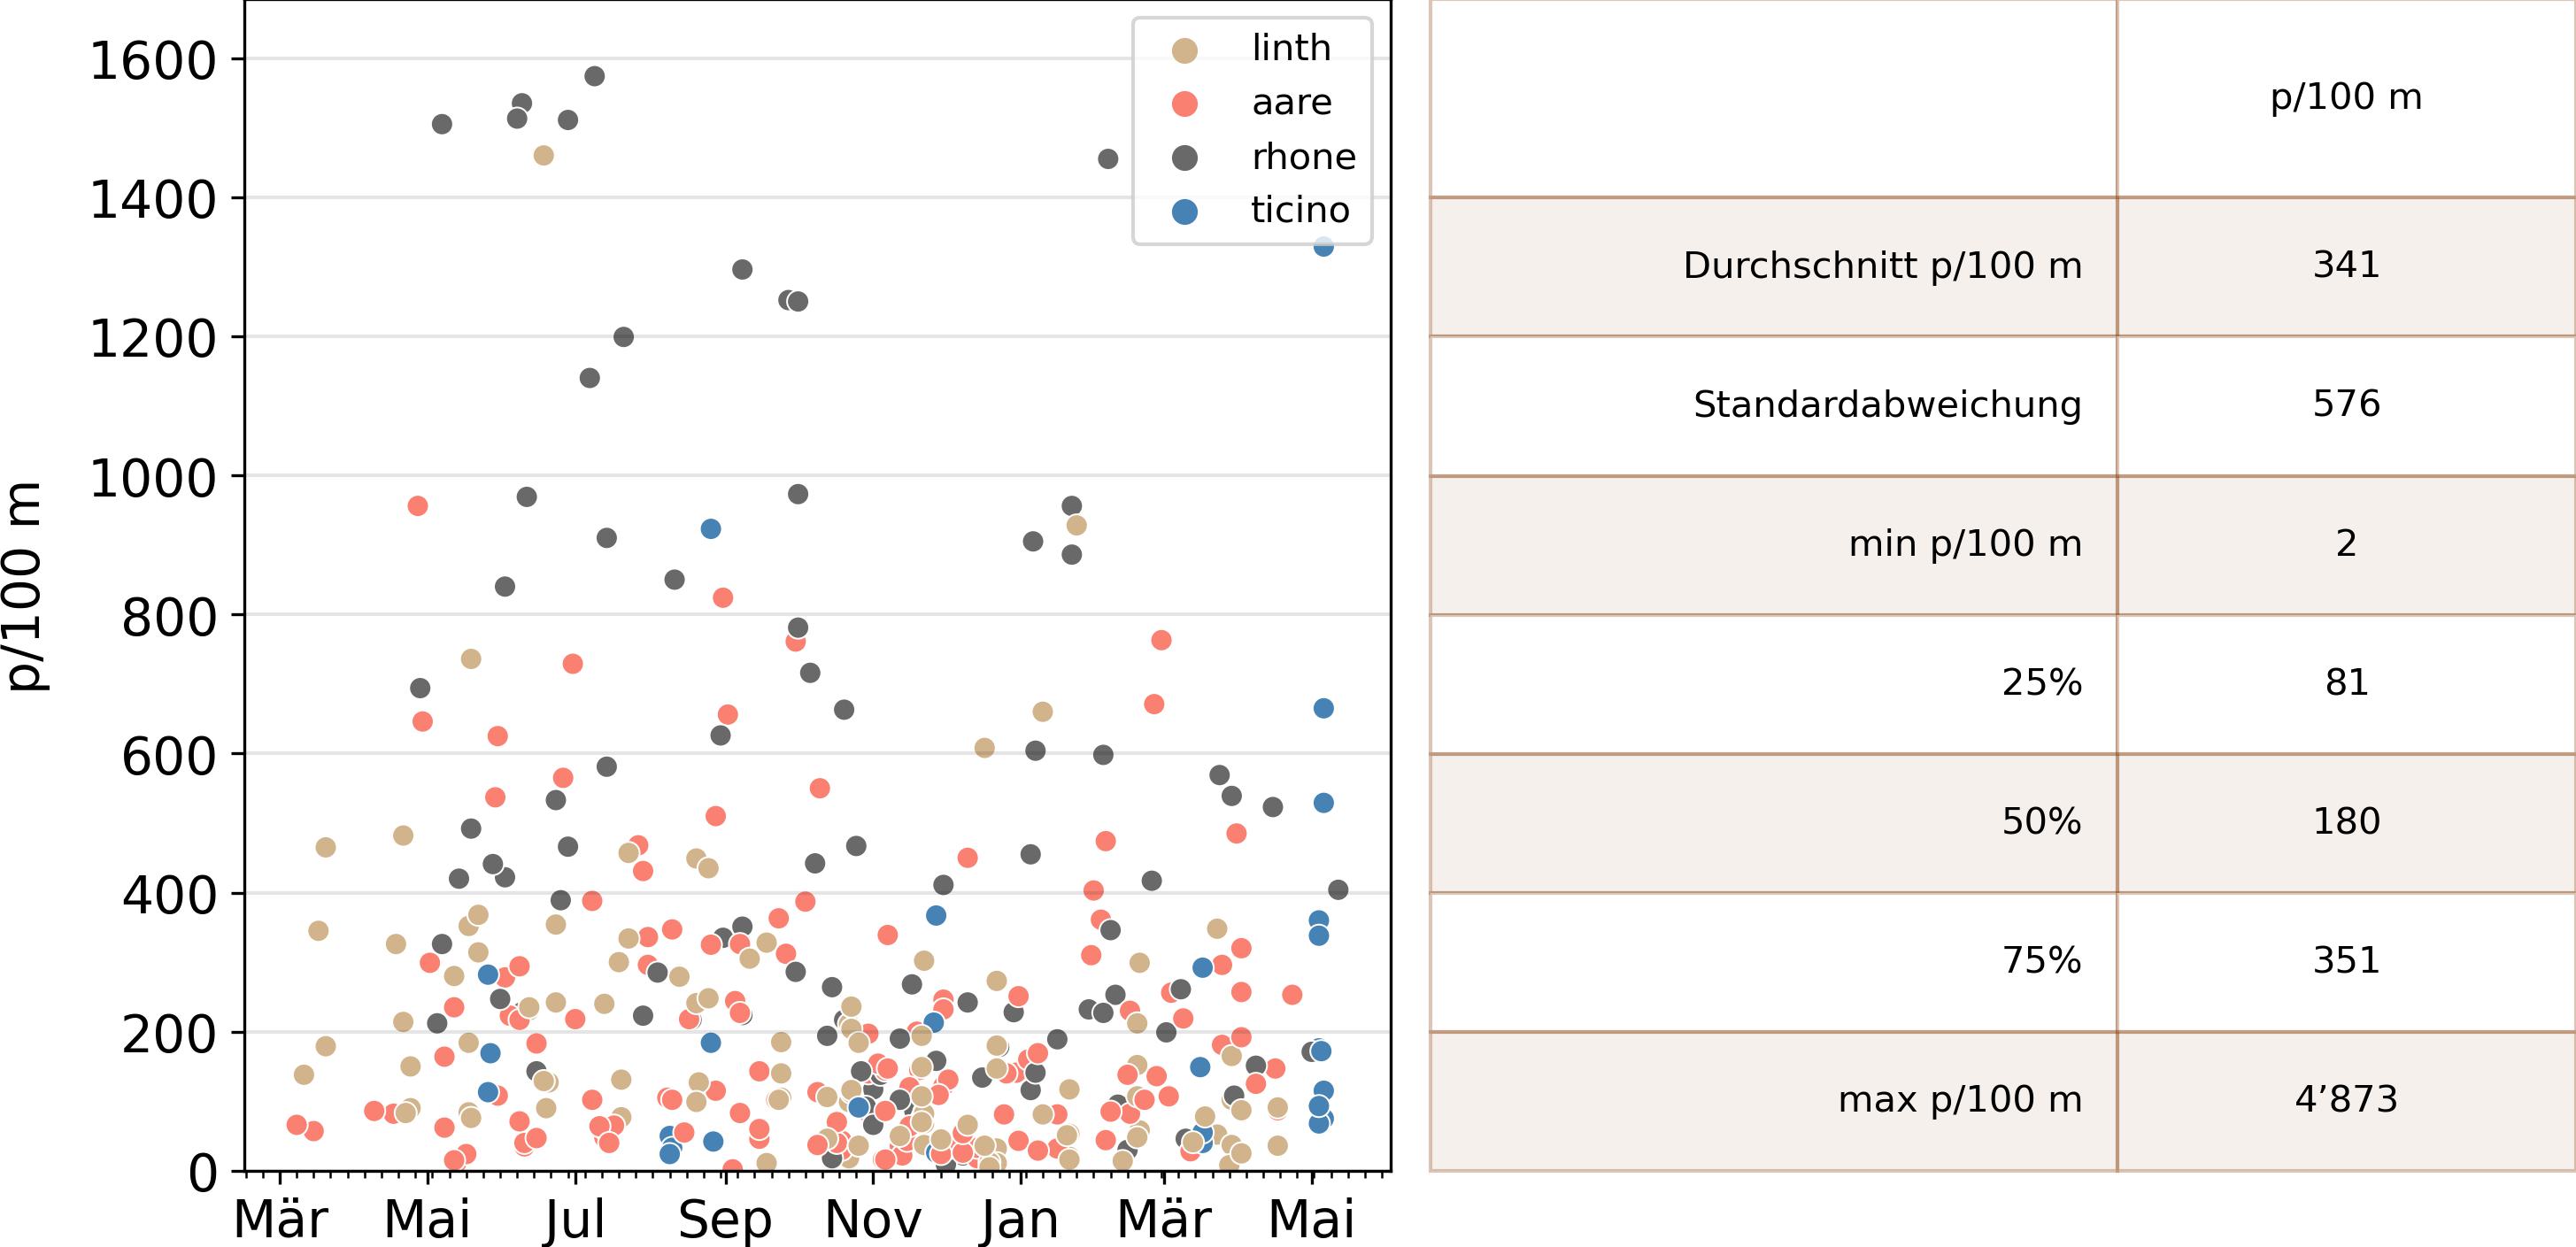 p/100 m
1600
1400
1200
1000
800
600
400
200
0
Mär Mai Jul Sep Nov Jan Mär Mai
linth
aare
rhone
ticino
p/100 m
Durchschnitt p/100 m 341
Standardabweichung 576
min p/100 m 2
25% 81
50% 180
75% 351
max p/100 m 4’873